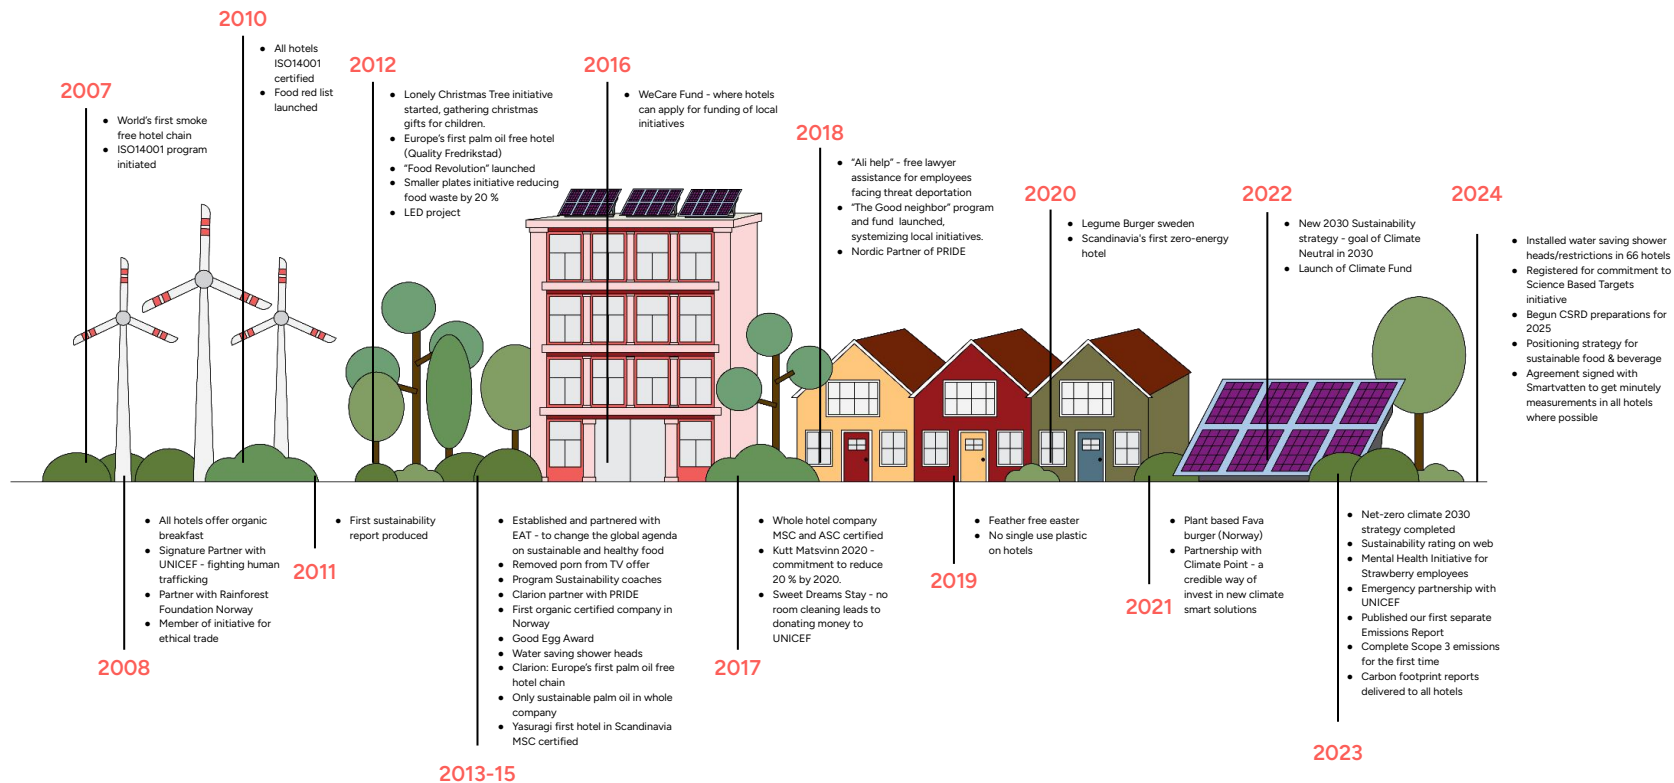 2007
World's first smoke
free hotel chain
ISO14001 program
initiated
2008
All hotels offer organic
breakfast
Signature Partner with
UNICEF - fighting human
trafficking
Partner with Rainforest
Foundation Norway
Member of initiative for
ethical trade
2010
All hotels
ISO14001
certified
Food red list
launched
2011
First sustainability
report produced
2012
Lonely Christmas Tree initiative
started, gathering christmas
gifts for children.
Europe's first palm oil free hotel
(Quality Fredrikstad)
"Food Revolution" launched
Smaller plates initiative reducing
food waste by 20 %
LED project
2013-15
Established and partnered with
EAT - to change the global agenda
on sustainable and healthy food
Removed porn from TV offer
Program Sustainability coaches
Clarion partner with PRIDE
First organic certified company in
Norway
Good Egg Award
Water saving shower heads
Clarion: Europe's first palm oil free
hotel chain
Only sustainable palm oil in whole
company
Yasuragi first hotel in Scandinavia
MSC certified
2016
WeCare Fund - where hotels
can apply for funding of local
initiatives
2017
Whole hotel company
MSC and ASC certified
Kutt Matsvinn 2020 -
commitment to reduce
20 % by 2020.
Sweet Dreams Stay - no
room cleaning leads to
donating money to
UNICEF
2018
"Ali help" - free lawyer
assistance for employees
facing threat deportation
"The Good neighbor" program
and fund launched,
systemizing local initiatives.
Nordic Partner of PRIDE
2019
Feather free easter
No single use plastic
on hotels
2020
Legume Burger sweden
Scandinavia's first zero-energy
hotel
2021
Plant based Fava
burger (Norway)
Partnership with
Climate Point - a
credible way of
invest in new climate
smart solutions
2022
New 2030 Sustainability
strategy - goal of Climate
Neutral in 2030
Launch of Climate Fund
2023
Net-zero climate 2030
strategy completed
Sustainability rating on web
Mental Health Initiative for
Strawberry employees
Emergency partnership with
UNICEF
Published our first separate
Emissions Report
Complete Scope 3 emissions
for the first time
Carbon footprint reports
delivered to all hotels
2024
Installed water saving shower
heads/restrictions in 66 hotels
Registered for commitment to
Science Based Targets
initiative
Begun CSRD preparations for
2025
Positioning strategy for
sustainable food & beverage
Agreement signed with
Smartvatten to get minutely
measurements in all hotels
where possible